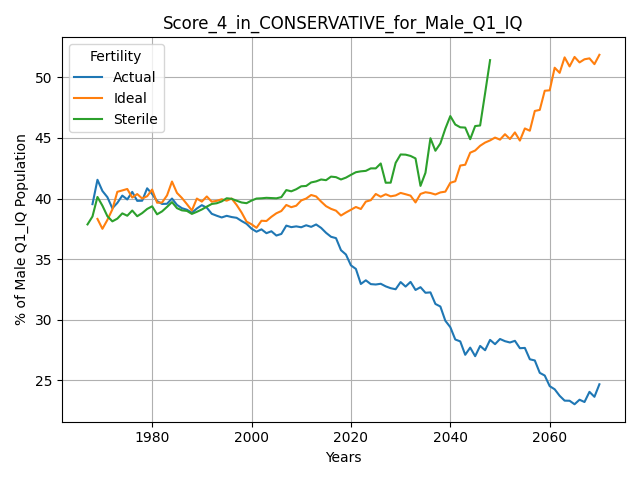 Score_4_in_CONSERVATIVE_for_Male_Q1_IQ
Fertility
Actual
Ideal
Sterile
% of Male Q1_IQ Population
50
45
40
35
30
25
1980
2000
2020
2040
2060
Years